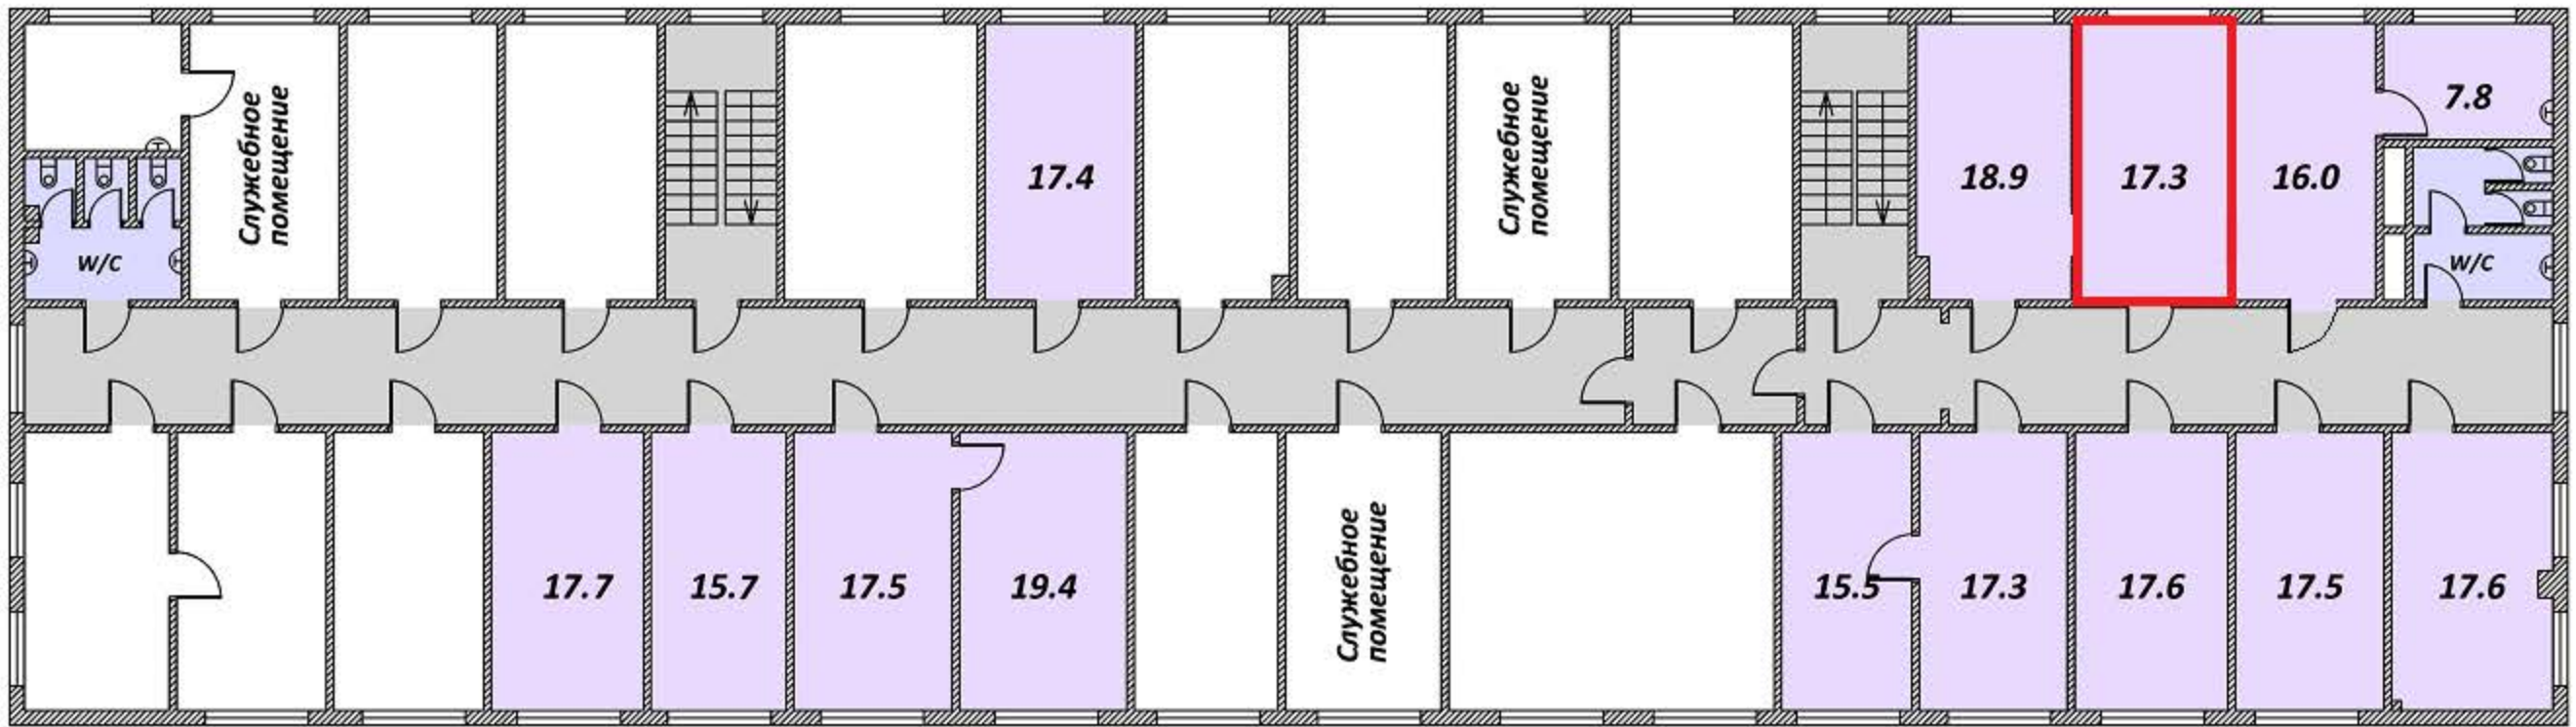 Служебное
помещение
17.4
Служебное
помещение
18.9
17.3
16.0
7.8
W/C
W/C
17.7
15.7
17.5
19.4
Служебное
помещение
15.5
17.3
17.6
17.5
17.6